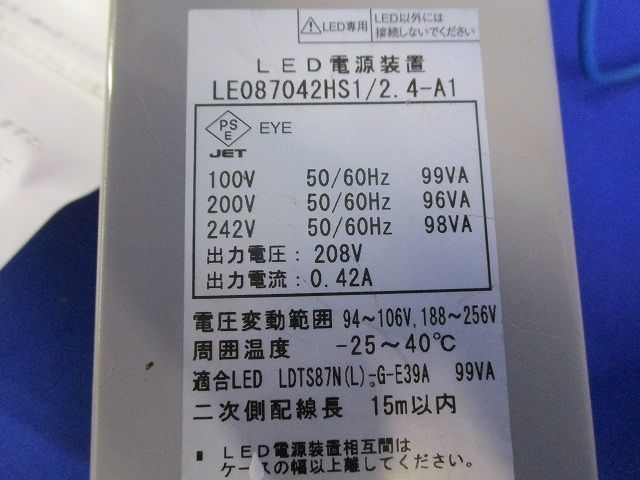 LED専用
LED以外には
接続しないでください
LED電源装置
LE087042HS1/2.4-A1
PS
E
EYE
JET
100V 50/60Hz 99VA
200V 50/60Hz 96VA
242V 50/60Hz 98VA
出力電圧: 208V
出力電流: 0.42A
電圧変動範囲 94～106V,188～256V
周囲温度 -25～40℃
適合LED LDTS87N(L)-G-E39A 99VA
二次側配線長 15m以内
LED電源装置相互間は
ケースの幅以上離してください。